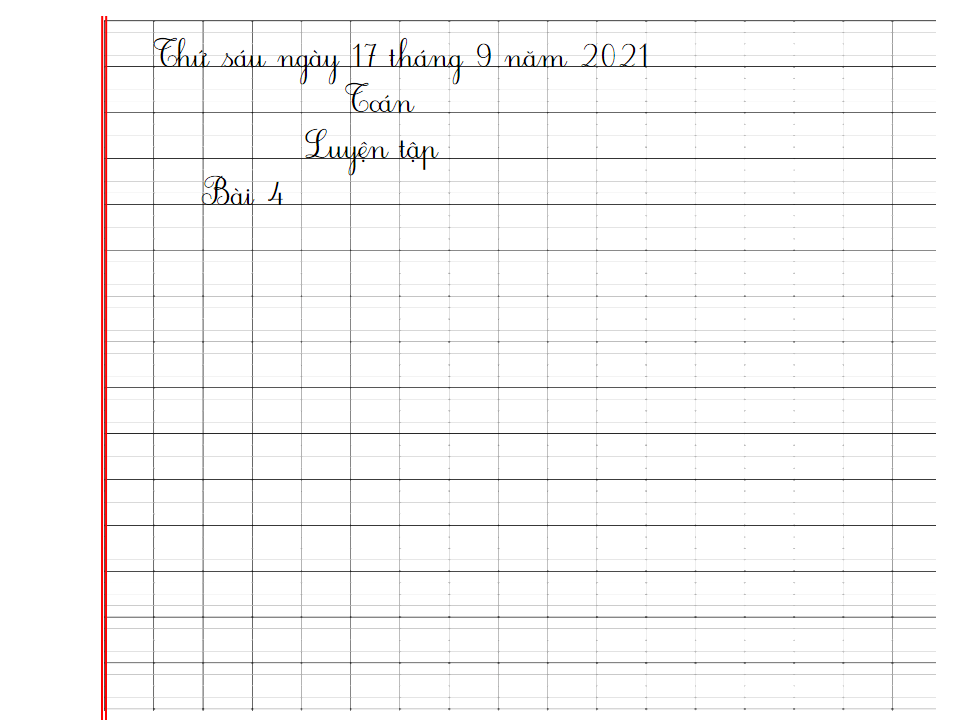 Thứ sáu ngày 17 tháng 9 năm 2021
Toán
Luyện tập
Bài 4